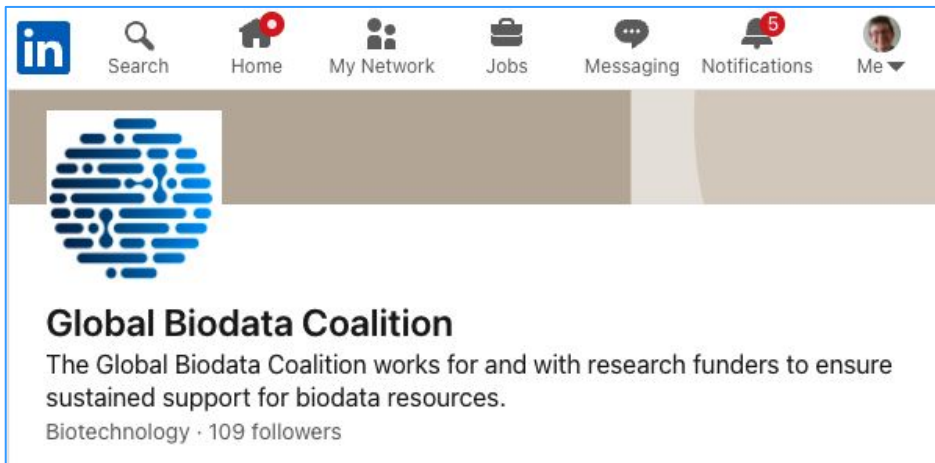 in
5
Search Home My Network Jobs Messaging Notifications Me
Global Biodata Coalition
The Global Biodata Coalition works for and with research funders to ensure
sustained support for biodata resources.
Biotechnology · 109 followers